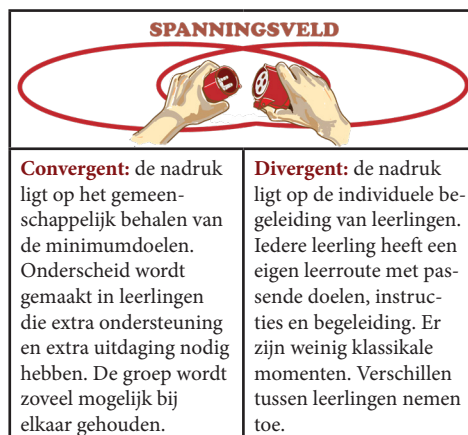 SPANNINGSVELD
Convergent: de nadruk
ligt op het gemeen-
schappelijk behalen van
de minimumdoelen.
Onderscheid wordt
gemaakt in leerlingen
die extra ondersteuning
en extra uitdaging nodig
hebben. De groep wordt
zoveel mogelijk bij
elkaar gehouden.
Divergent: de nadruk
ligt op de individuele be-
geleiding van leerlingen.
Iedere leerling heeft een
eigen leerroute met pas-
sende doelen, instruc-
ties en begeleiding. Er
zijn weinig klassikale
momenten. Verschillen
tussen leerlingen nemen
toe.